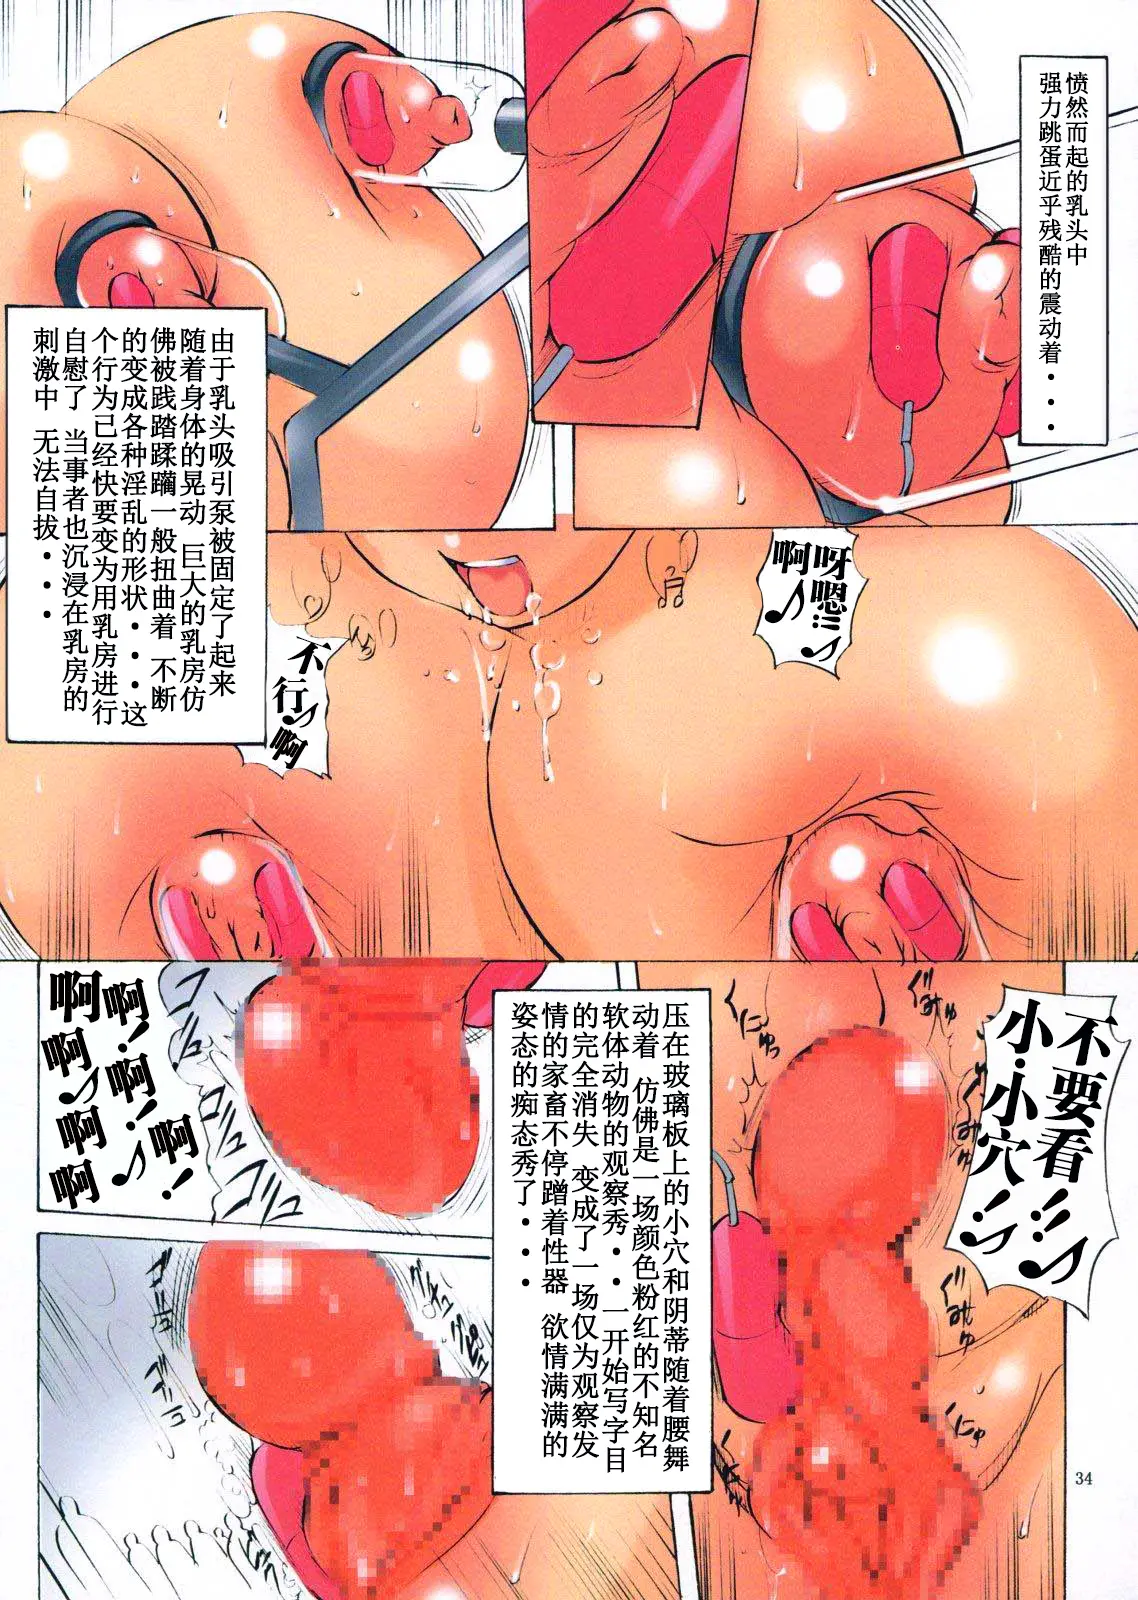 愤然而起的乳头中
强力跳蛋近乎残酷的震动着・・・
由于乳头吸引泵被固定了起来
随着身体的晃动 巨大的乳房仿
佛被践踏蹂躏一般扭曲着 不断
的变成各种淫乱的形状・・・这
个行为已经快要变为用乳房进行
自慰了 当事者也沉浸在乳房的
刺激中 无法自拔・・・
呀嗯!!♪
啊♪
不行♪啊
不要看!!♪
小·小穴!!♪
压在玻璃板上的小穴和阴蒂随着腰舞
动着 仿佛是一场颜色粉红的不知名
软体动物的观察秀・・一开始写字目
的完全消失 变成了一场仅为观察发
情的家畜不停蹭着性器 欲情满满的
姿态的痴态秀了・・・
啊!啊!啊!♪!
啊啊♪啊啊
34